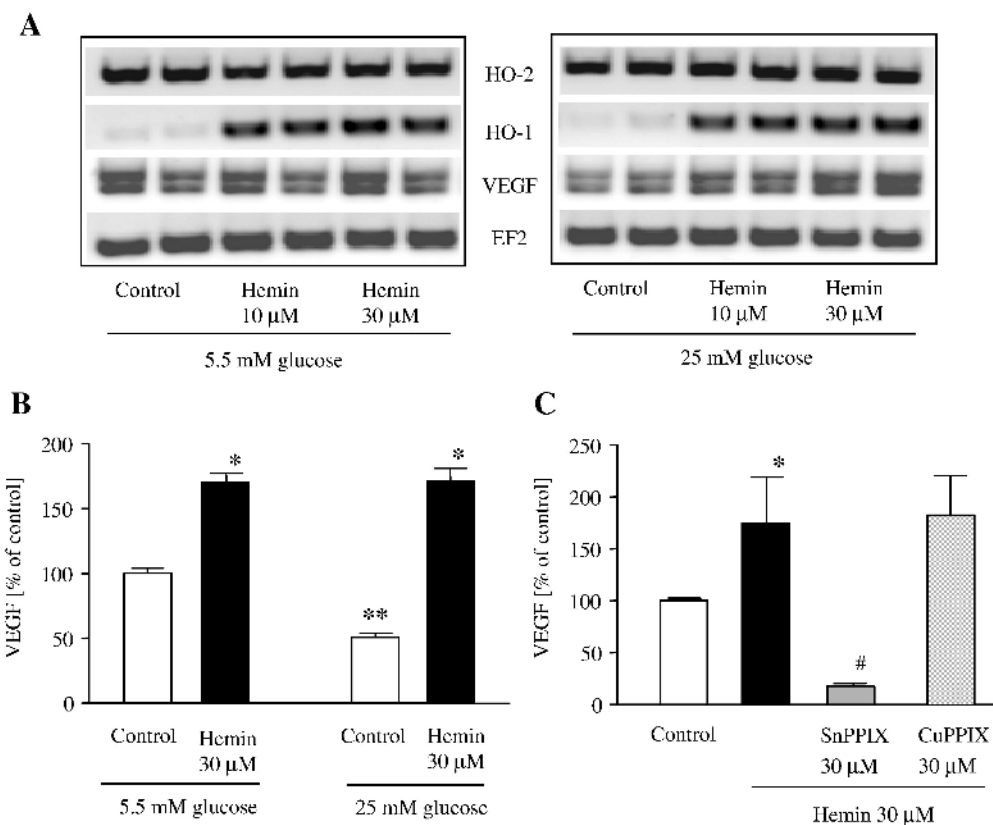 A
HO-2
HO-1
VEGF
EF2
Control Hemin 10 µM Hemin 30 µM
5.5 mM glucose
Control Hemin 10 µM Hemin 30 µM
25 mM glucose
B
VEGF [% of control]
200
150
100
50
0
*
**
*
Control Hemin 30 µM
5.5 mM glucose
Control Hemin 30 µM
25 mM glucose
C
VEGF [% of control]
250
200
150
100
50
0
*
#
Control
SnPPIX 30 µM
CuPPIX 30 µM
Hemin 30 µM